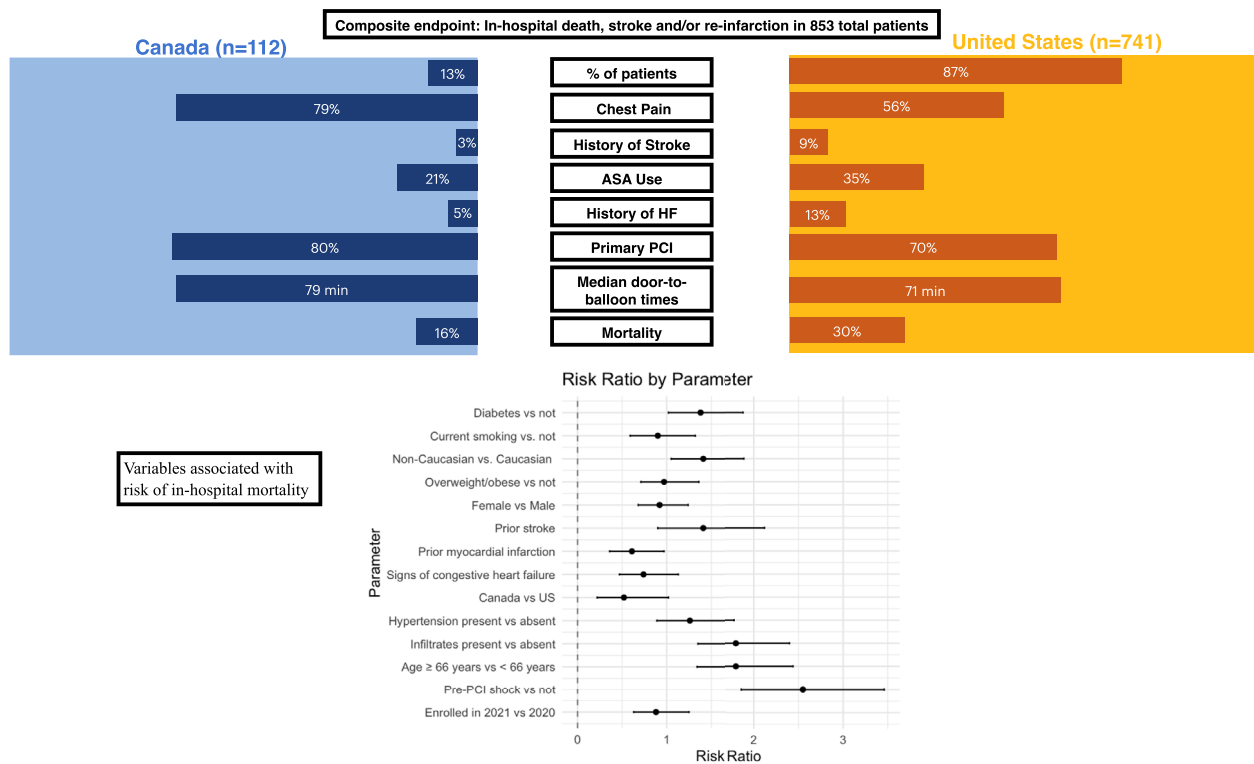 Composite endpoint: In-hospital death, stroke and/or re-infarction in 853 total patients
Canada (n=112)
United States (n=741)
13%
% of patients
87%
79%
Chest Pain
56%
3%
History of Stroke
9%
21%
ASA Use
35%
5%
History of HF
13%
80%
Primary PCI
70%
79 min
Median door-to-
balloon times
71 min
16%
Mortality
30%
Risk Ratio by Parameter
Variables associated with
risk of in-hospital mortality
Parameter
Diabetes vs not
Current smoking vs. not
Non-Caucasian vs. Caucasian
Overweight/obese vs not
Female vs Male
Prior stroke
Prior myocardial infarction
Signs of congestive heart failure
Canada vs US
Hypertension present vs absent
Infiltrates present vs absent
Age ≥ 66 years vs < 66 years
Pre-PCI shock vs not
Enrolled in 2021 vs 2020
0 1 2 3
Risk Ratio